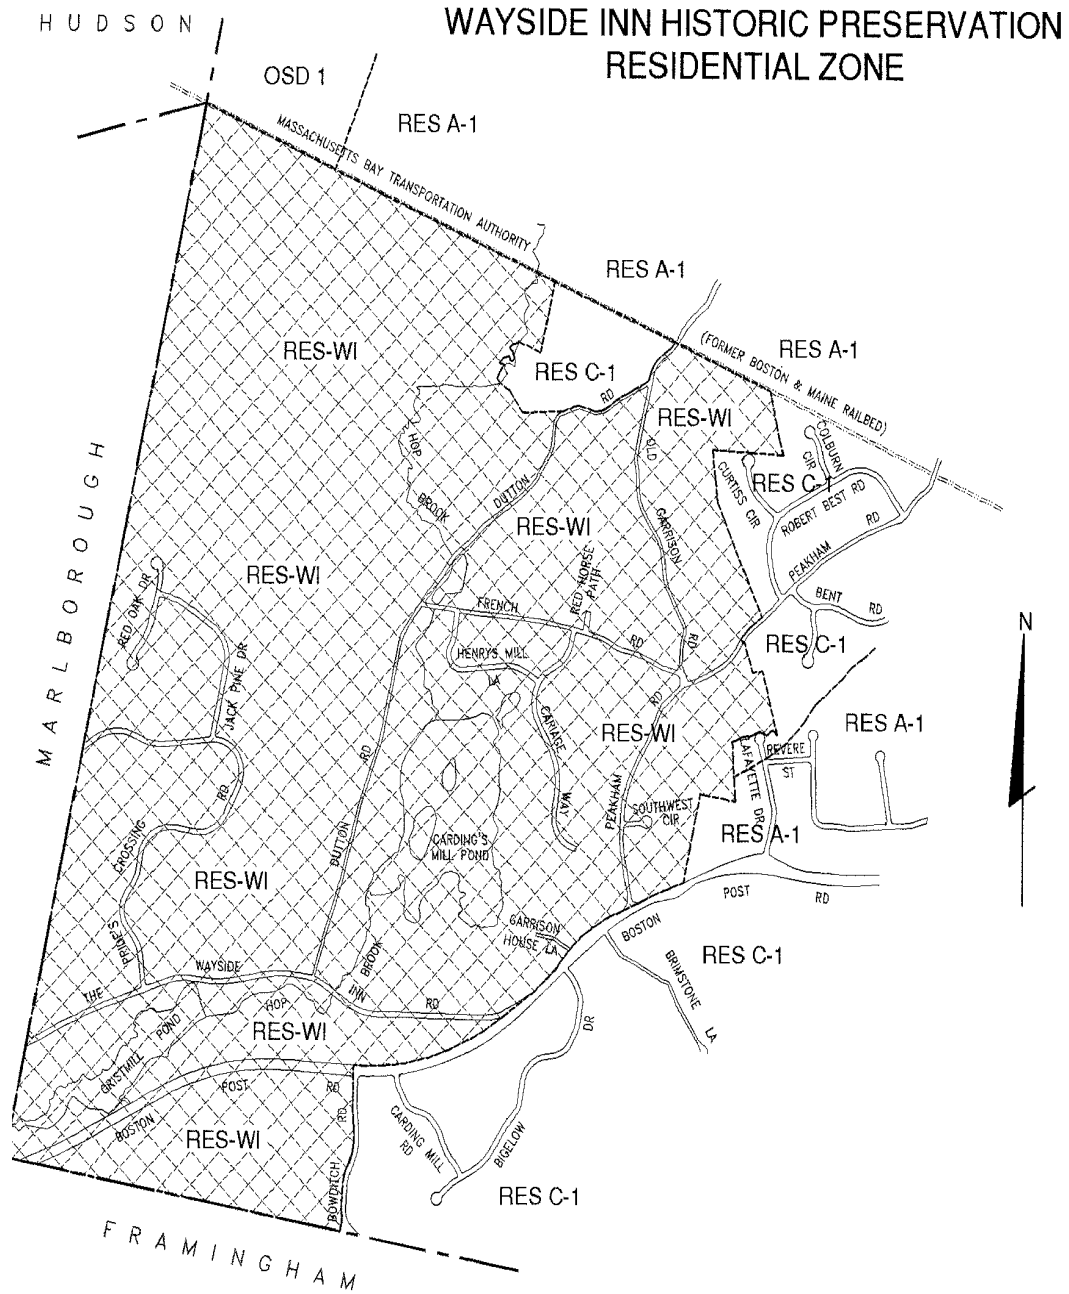 HUDSON
WAYSIDE INN HISTORIC PRESERVATION
RESIDENTIAL ZONE
OSD 1
RES A-1
MASSACHUSETTS BAY TRANSPORTATION AUTHORITY
RES A-1
(FORMER BOSTON & MAINE RAILBED)
RES A-1
RES-WI
RES C-1
RD
RES-WI
OLD
GARRISON
RD
HOP
BROOK
DUTTON
RES-WI
COLBURN
CIR
CURTISS CIR
RES C-1
ROBERT BEST RD
PEAKHAM
RD
BENT
RD
RES C-1
MARLBOROUGH
RES-WI
RED OAK DR
JACK PINE DR
FRENCH
RD
RED HORSE
PATH
HENRYS MILL
LA
CARIAGE
WAY
N
RES-WI
RD
PEAKHAM
RES A-1
LAFAYETTE DR
REVERE
ST
RES A-1
SOUTHWEST
CIR
RD
DUTTON
CARDING'S
MILL POND
RD
CROSSING
PRIDE'S
RES-WI
POST
RD
BOSTON
GARRISON
HOUSE LA
RES C-1
BRIMSTONE
LA
THE
WAYSIDE
INN
RD
BROOK
HOP
RES-WI
POND
GRISTMILL
DR
BIGELOW
BOSTON
POST
RD
RES-WI
RD
BOWDITCH
CARDING MILL
RD
RES C-1
FRAMINGHAM